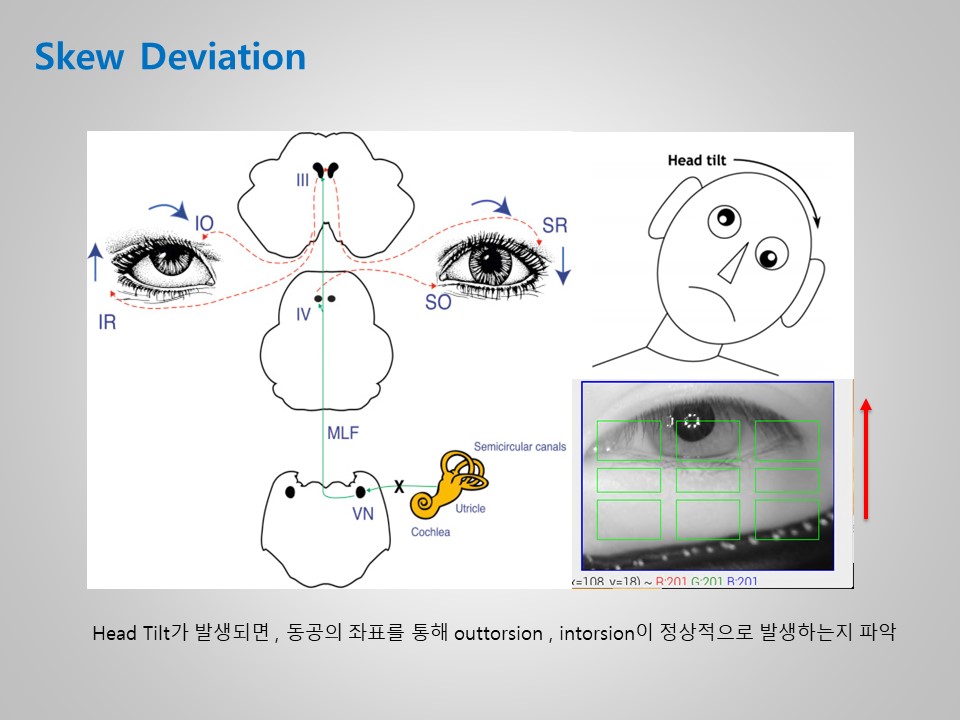 Skew Deviation
Head tilt
III
IO
SR
IR
SO
IV
MLF
Semicircular canals
X
VN
Utricle
Cochlea
x=108, y=18) ~ R:201 G:201 B:201
Head Tilt가 발생되면 , 동공의 좌표를 통해 outtorsion , intorsion이 정상적으로 발생하는지 파악